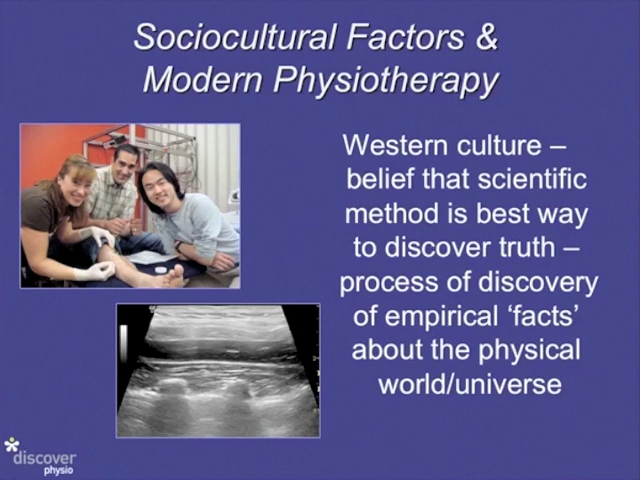 Sociocultural Factors &
Modern Physiotherapy
Western culture –
belief that scientific
method is best way
to discover truth –
process of discovery
of empirical ‘facts’
about the physical
world/universe
discover
physio